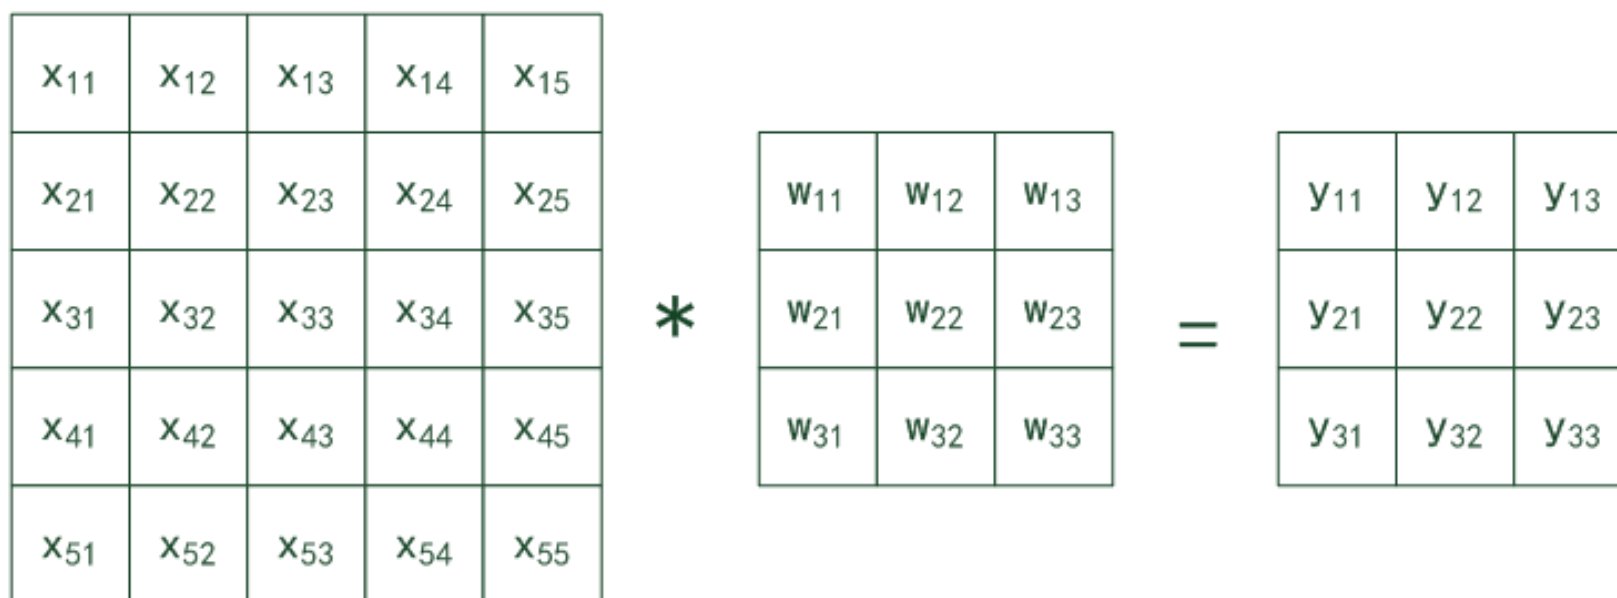 x₁₁ x₁₂ x₁₃ x₁₄ x₁₅
x₂₁ x₂₂ x₂₃ x₂₄ x₂₅
x₃₁ x₃₂ x₃₃ x₃₄ x₃₅
x₄₁ x₄₂ x₄₃ x₄₄ x₄₅
x₅₁ x₅₂ x₅₃ x₅₄ x₅₅
*
w₁₁ w₁₂ w₁₃
w₂₁ w₂₂ w₂₃
w₃₁ w₃₂ w₃₃
=
y₁₁ y₁₂ y₁₃
y₂₁ y₂₂ y₂₃
y₃₁ y₃₂ y₃₃